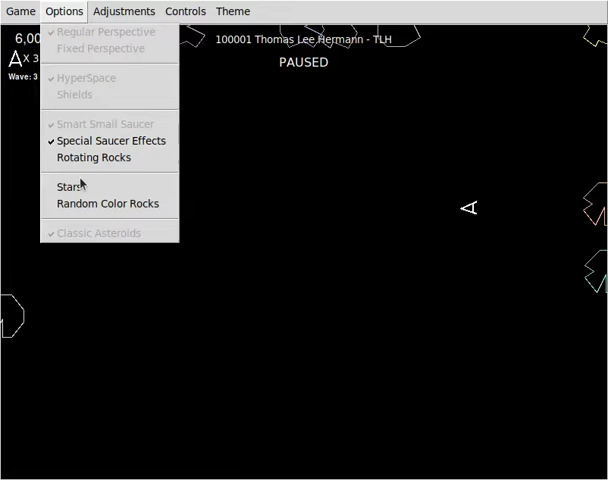 Game Options Adjustments Controls Theme
6,00
100001 Thomas Lee Hermann - TLH
X 3
PAUSED
Wave: 3
Regular Perspective
Fixed Perspective
HyperSpace
Shields
Smart Small Saucer
Special Saucer Effects
Rotating Rocks
Stars
Random Color Rocks
Classic Asteroids